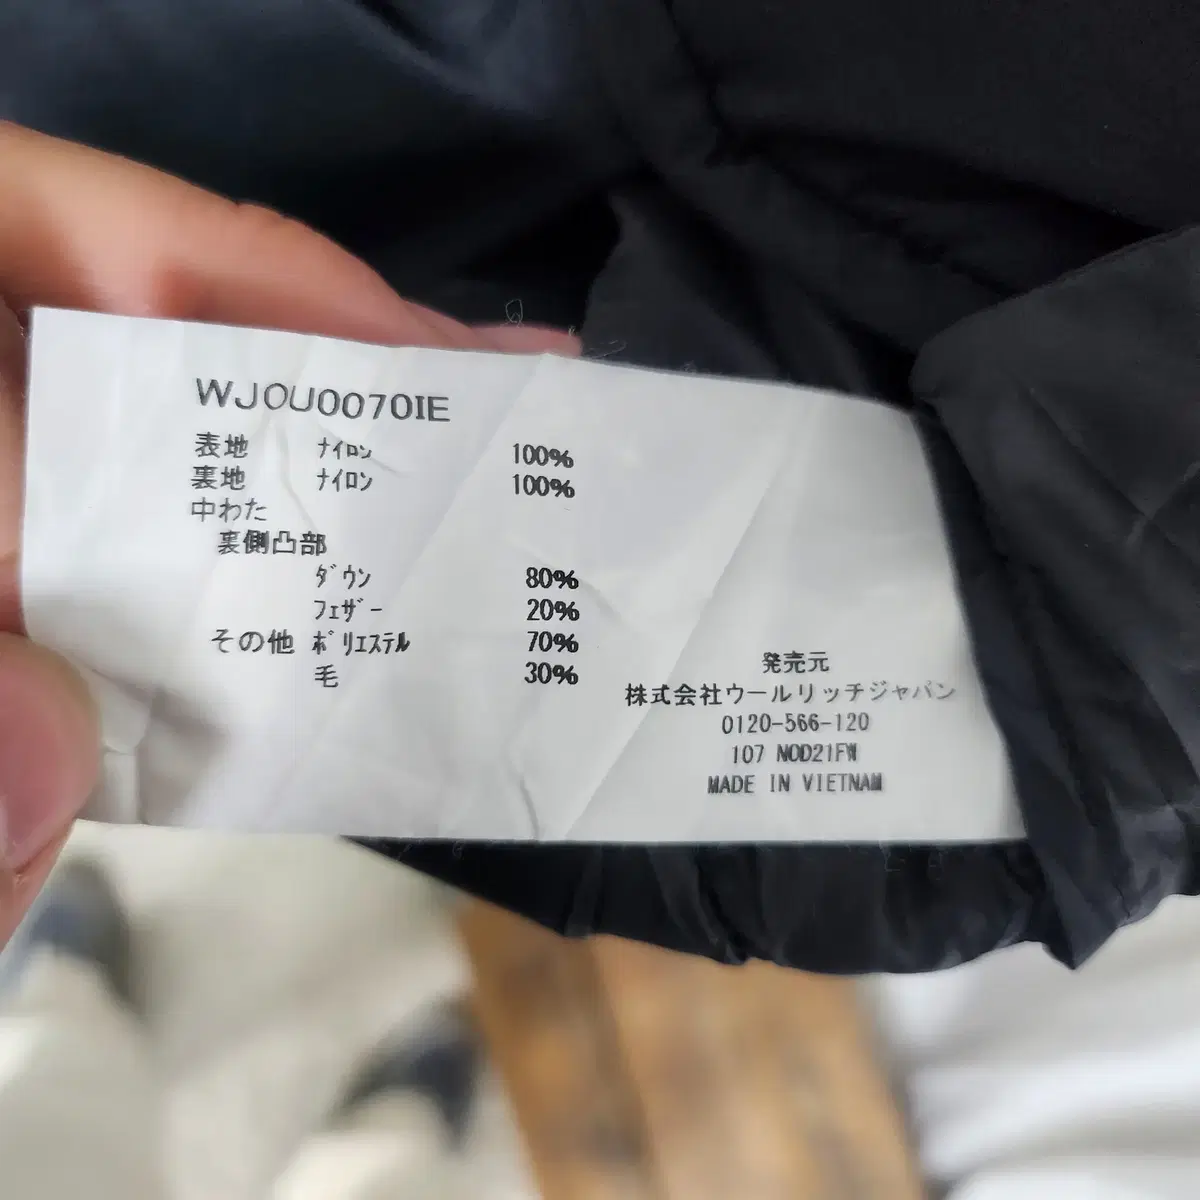 WJOU0070IE
表地 ﾅｲﾛﾝ 100%
裏地 ﾅｲﾛﾝ 100%
中わた
裏側凸部
ﾀﾞｳﾝ 80%
ﾌｪｻﾞｰ 20%
その他 ﾎﾟﾘｴｽﾃﾙ 70%
毛 30%
発売元
株式会社ウールリッチジャパン
0120-566-120
107 NOD21FW
MADE IN VIETNAM